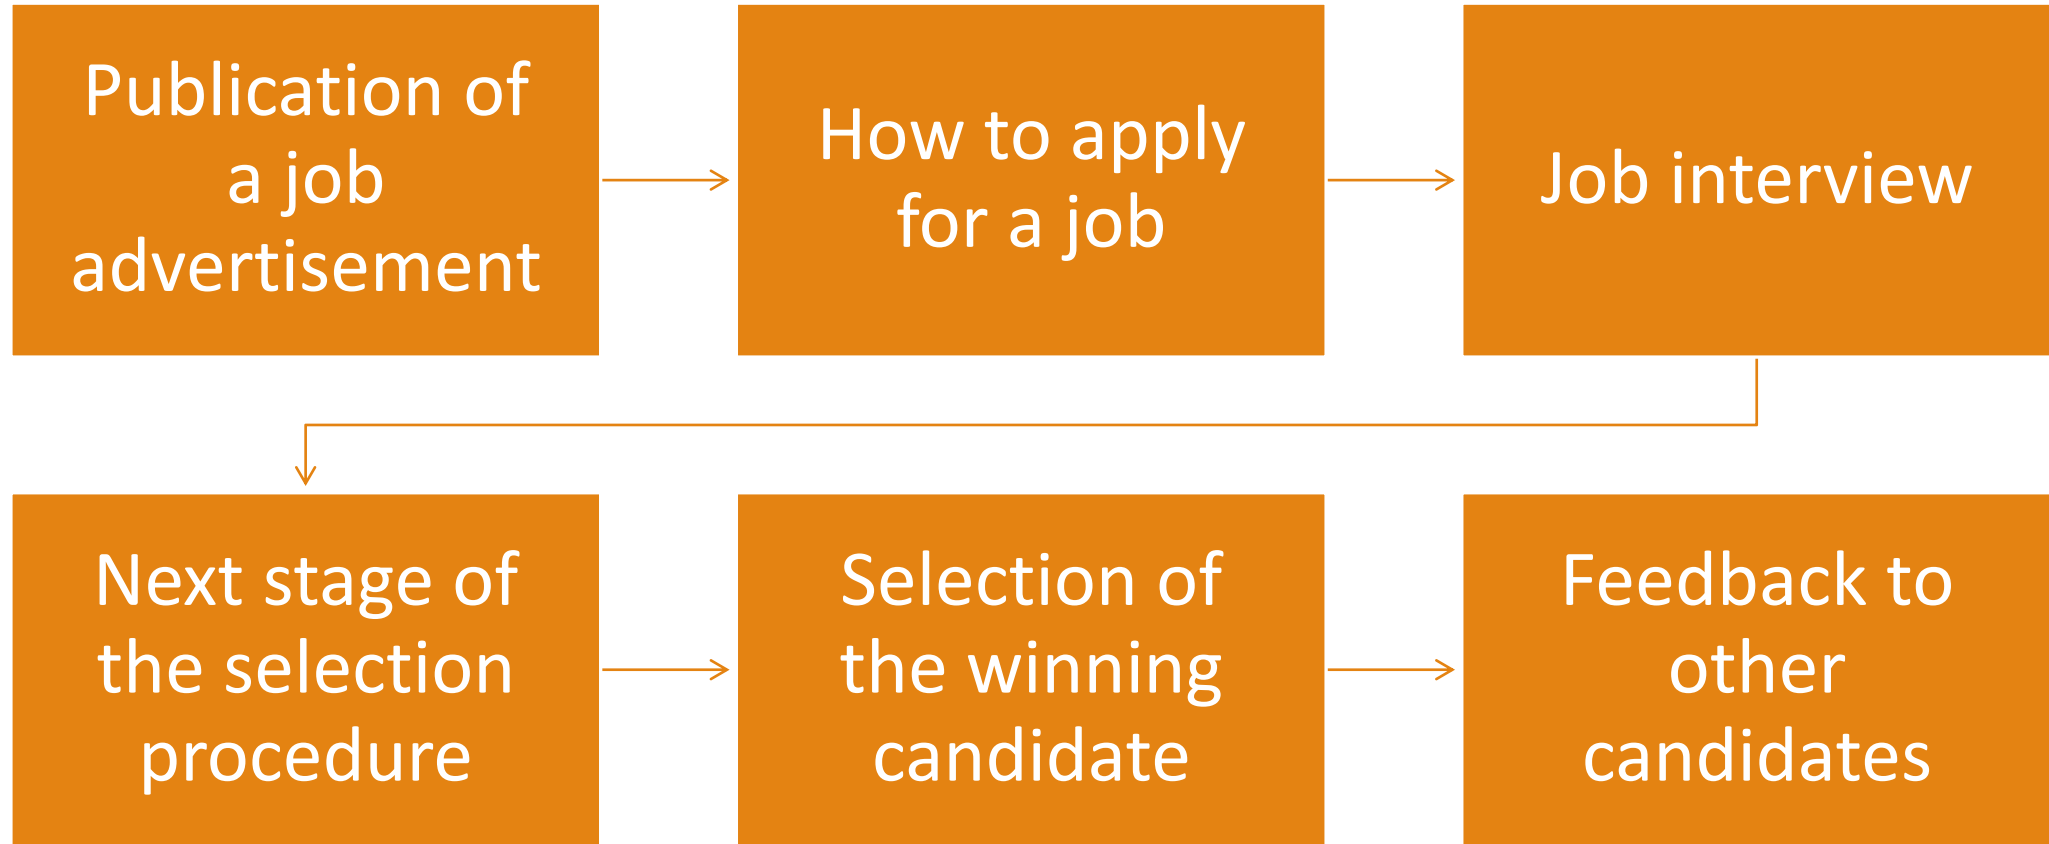 Publication of
a job
advertisement
How to apply
for a job
Job interview
Next stage of
the selection
procedure
Selection of
the winning
candidate
Feedback to
other
candidates